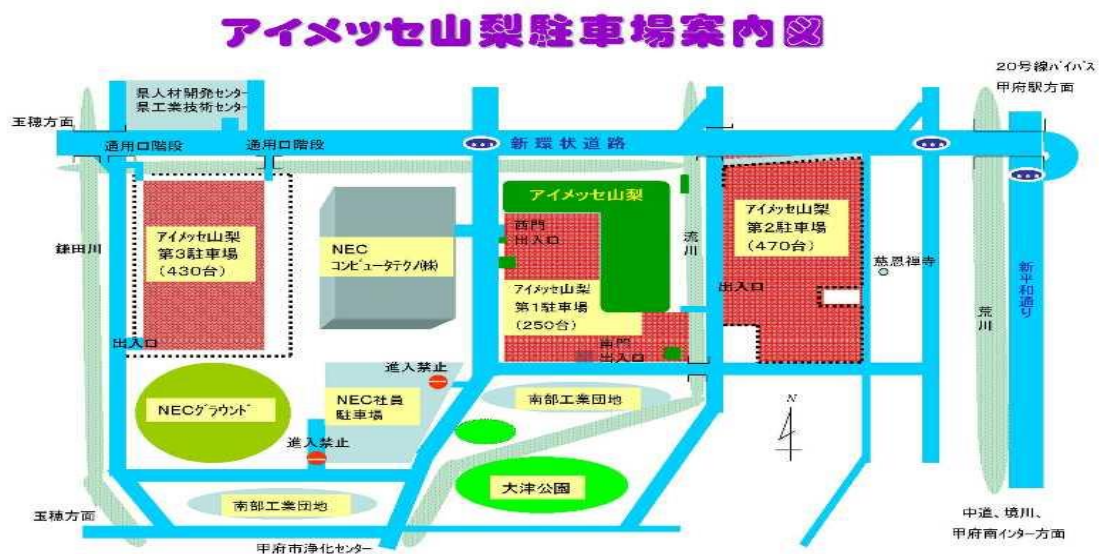 アイメッセ山梨駐車場案内図
20号線バイパス
甲府駅方面
県人材開発センター
県工業技術センター
玉穂方面
通用口階段
通用口階段
新環状道路
アイメッセ山梨
アイメッセ山梨
第2駐車場
(470台)
西門
出入口
アイメッセ山梨
第3駐車場
(430台)
鎌田川
NEC
コンピュータテクノ(株)
流川
慈恩禅寺
新平和通り
荒川
出入口
アイメッセ山梨
第1駐車場
(250台)
南門
出入口
出入口
進入禁止
NEC社員
駐車場
南部工業団地
NECグラウンド
進入禁止
N
大津公園
南部工業団地
玉穂方面
甲府市浄化センター
中道、境川、
甲府南インター方面